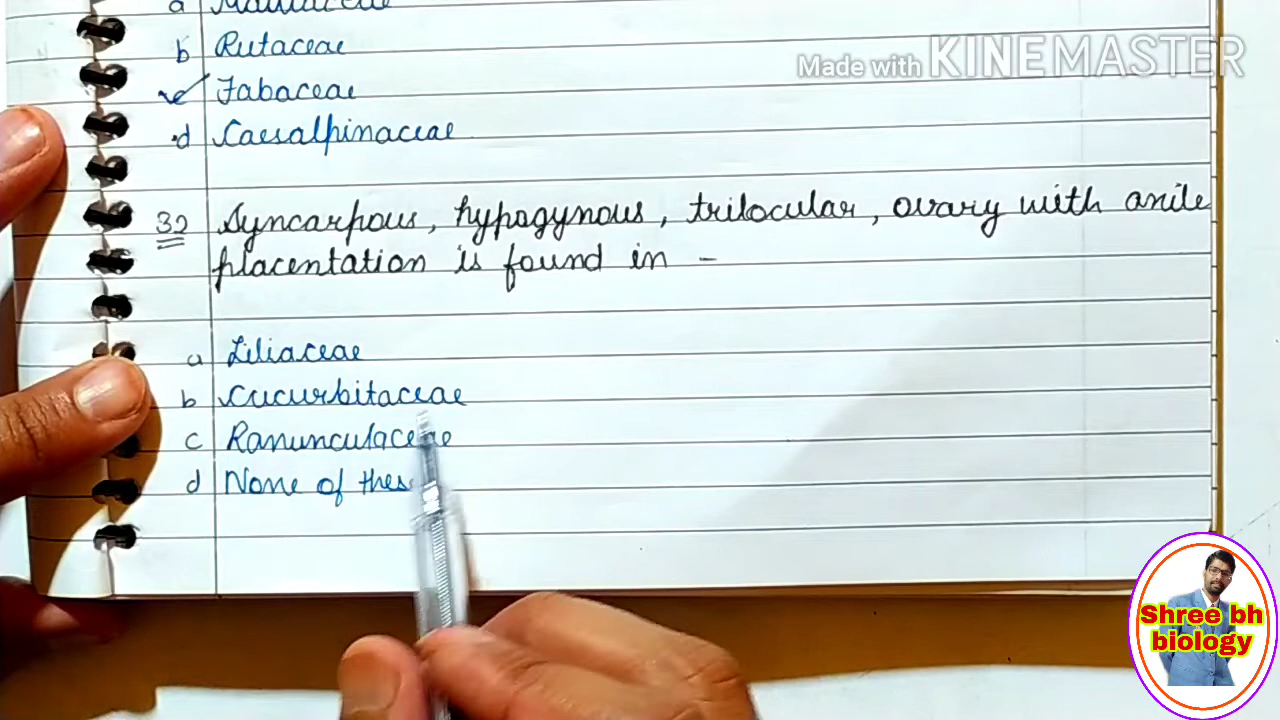 a
b Rutaceae
Made with KINEMASTER
c Fabaceae
d Caesalpinaceae
32 Syncarpous, hypogynous, trilocular, ovary with axile
placentation is found in -
a Liliaceae
b Cucurbitaceae
c Ranunculaceae
d None of these
Shree bh
biology